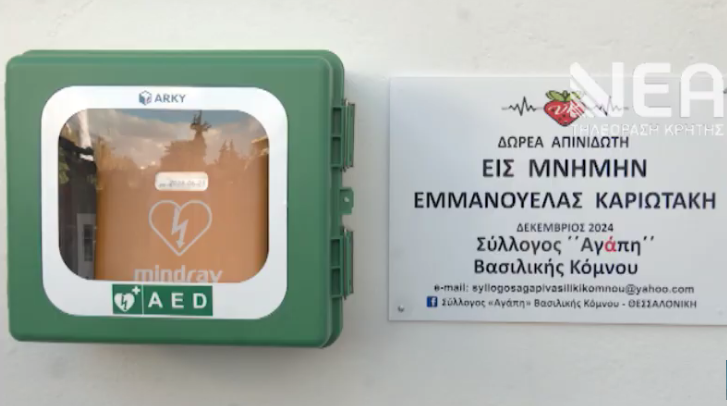 ARKY
mindray
AED
ΝΕΑ
ΤΗΛΕΟΡΑΣΗ ΚΡΗΤΗΣ
ΔΩΡΕΑ ΑΠΙΝΙΔΩΤΗ
ΕΙΣ ΜΝΗΜΗΝ
ΕΜΜΑΝΟΥΕΛΑΣ ΚΑΡΙΩΤΑΚΗ
ΔΕΚΕΜΒΡΙΟΣ 2024
Σύλλογος ΄΄Αγάπη΄΄
Βασιλικής Κόμνου
e-mail: syllogosagapivasilikikomnou@yahoo.com
Σύλλογος «Αγάπη» Βασιλικής Κόμνου - ΘΕΣΣΑΛΟΝΙΚΗ